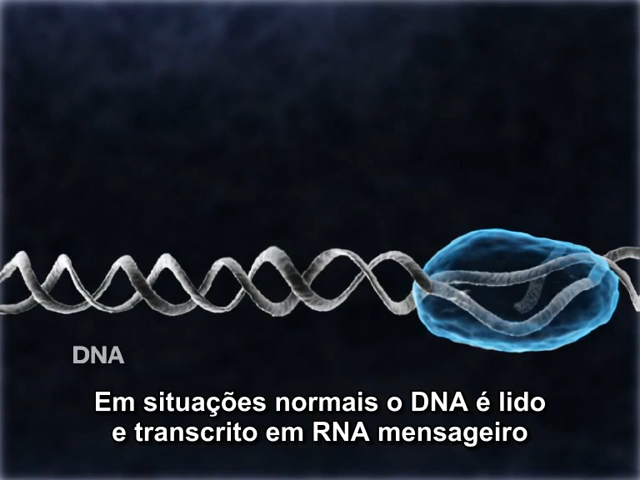 DNA
Em situações normais o DNA é lido
e transcrito em RNA mensageiro